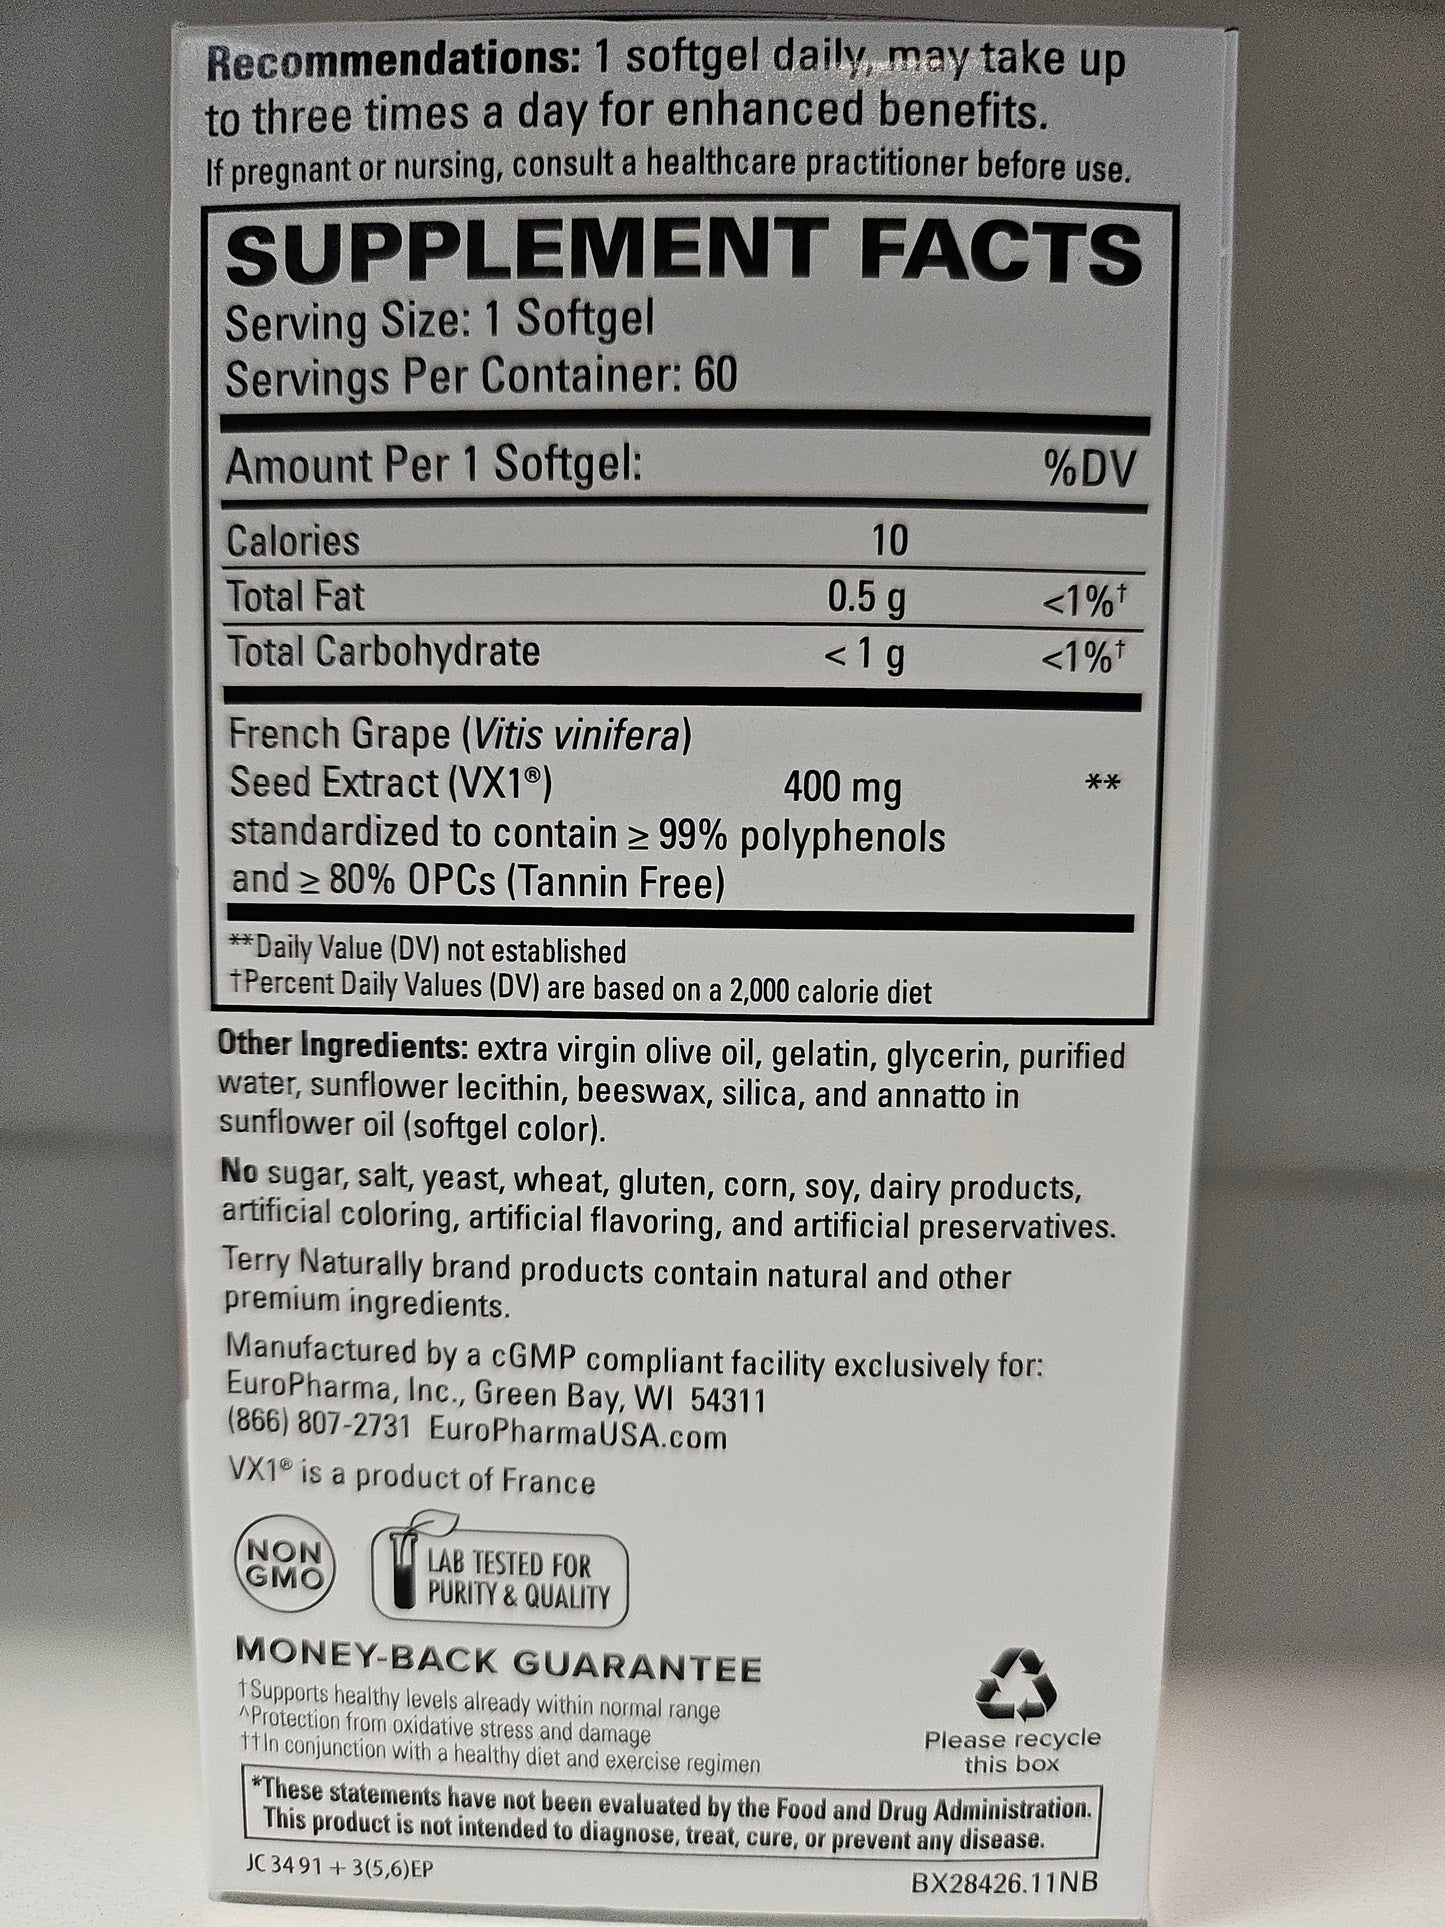 Recommendations: 1 softgel daily, may take up
to three times a day for enhanced benefits.
If pregnant or nursing, consult a healthcare practitioner before use.
SUPPLEMENT FACTS
Serving Size: 1 Softgel
Servings Per Container: 60
Amount Per 1 Softgel: %DV
Calories 10
Total Fat 0.5 g <1%†
Total Carbohydrate < 1 g <1%†
French Grape (Vitis vinifera)
Seed Extract (VX1®) 400 mg **
standardized to contain ≥ 99% polyphenols
and ≥ 80% OPCs (Tannin Free)
**Daily Value (DV) not established
†Percent Daily Values (DV) are based on a 2,000 calorie diet
Other Ingredients: extra virgin olive oil, gelatin, glycerin, purified
water, sunflower lecithin, beeswax, silica, and annatto in
sunflower oil (softgel color).
No sugar, salt, yeast, wheat, gluten, corn, soy, dairy products,
artificial coloring, artificial flavoring, and artificial preservatives.
Terry Naturally brand products contain natural and other
premium ingredients.
Manufactured by a cGMP compliant facility exclusively for:
EuroPharma, Inc., Green Bay, WI 54311
(866) 807-2731 EuroPharmaUSA.com
VX1® is a product of France
NON
GMO
LAB TESTED FOR
PURITY & QUALITY
MONEY-BACK GUARANTEE
†Supports healthy levels already within normal range
^Protection from oxidative stress and damage
††In conjunction with a healthy diet and exercise regimen
Please recycle
this box
*These statements have not been evaluated by the Food and Drug Administration.
This product is not intended to diagnose, treat, cure, or prevent any disease.
JC 34 91 + 3(5,6)EP
BX28426.11NB